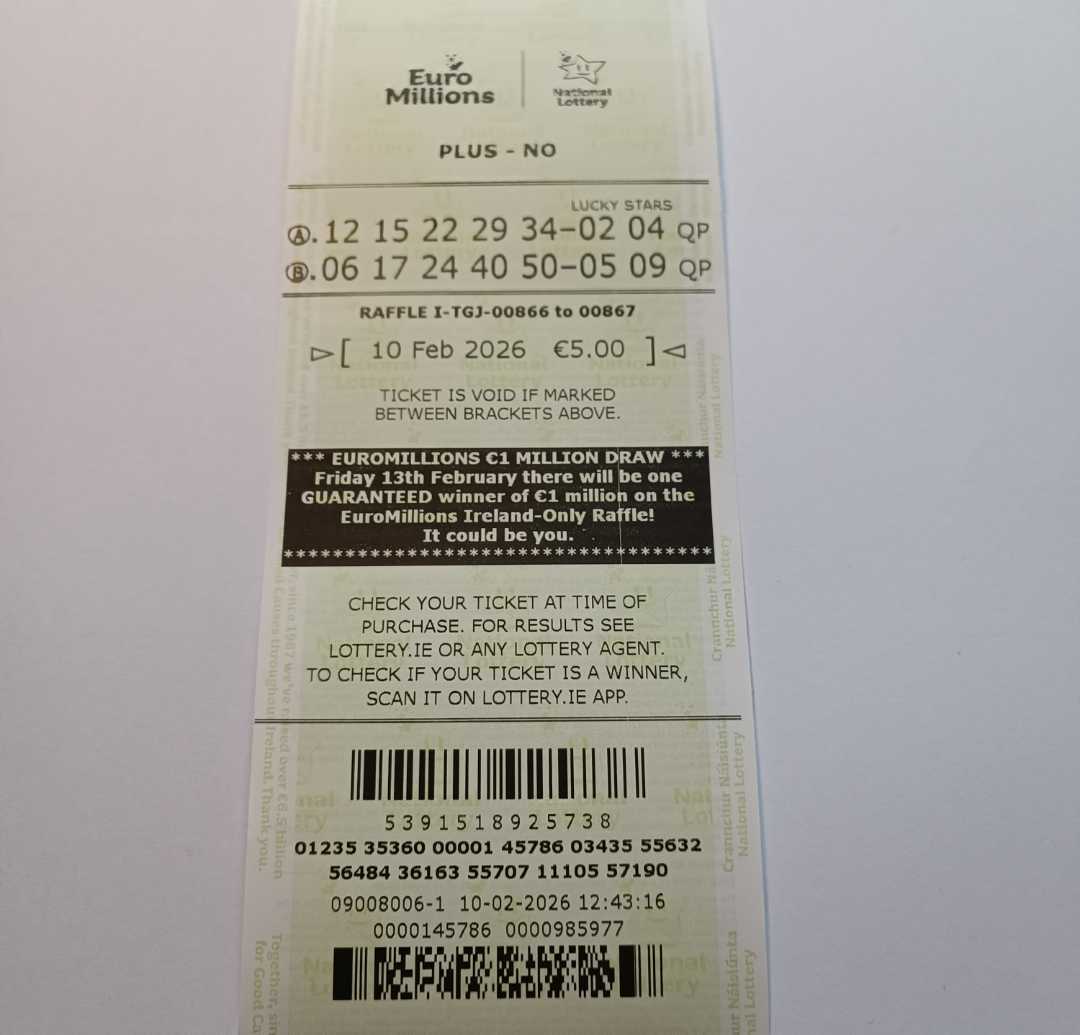 Euro
Millions
National
Lottery
PLUS - NO
LUCKY STARS
A. 12 15 22 29 34-02 04 QP
B. 06 17 24 40 50-05 09 QP
RAFFLE I-TGJ-00866 to 00867
[ 10 Feb 2026 €5.00 ]
TICKET IS VOID IF MARKED
BETWEEN BRACKETS ABOVE.
*** EUROMILLIONS €1 MILLION DRAW ***
Friday 13th February there will be one
GUARANTEED winner of €1 million on the
EuroMillions Ireland-Only Raffle!
It could be you.
***********************************
CHECK YOUR TICKET AT TIME OF
PURCHASE. FOR RESULTS SEE
LOTTERY.IE OR ANY LOTTERY AGENT.
TO CHECK IF YOUR TICKET IS A WINNER,
SCAN IT ON LOTTERY.IE APP.
5391518925738
01235 35360 00001 45786 03435 55632
56484 36163 55707 11105 57190
09008006-1 10-02-2026 12:43:16
0000145786 0000985977
Crannchur Náisiúnta
National Lottery